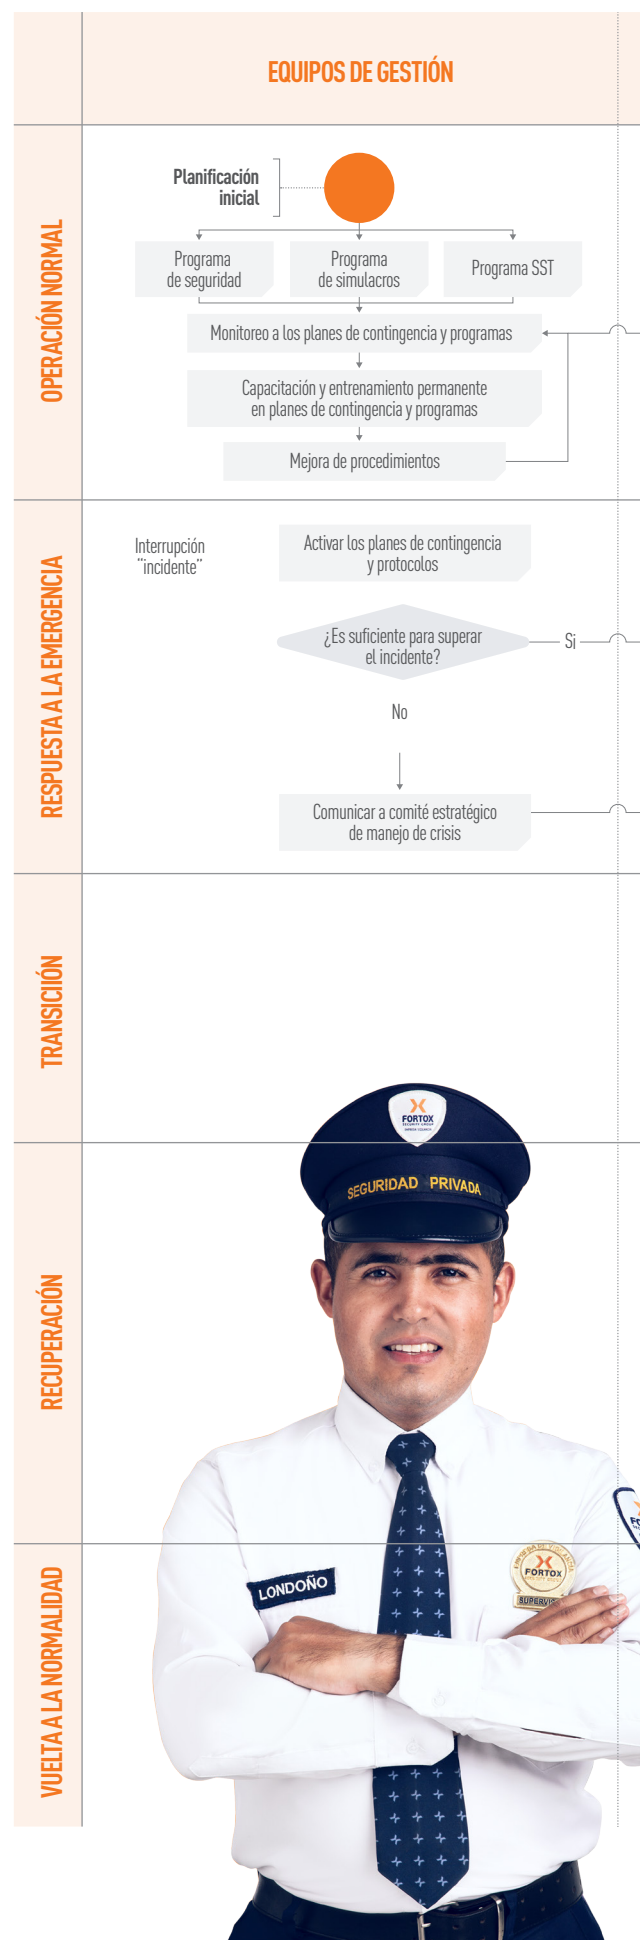 EQUIPOS DE GESTIÓN
OPERACIÓN NORMAL
Planificación
inicial
Programa
de seguridad
Programa
de simulacros
Programa SST
Monitoreo a los planes de contingencia y programas
Capacitación y entrenamiento permanente
en planes de contingencia y programas
Mejora de procedimientos
RESPUESTA A LA EMERGENCIA
Interrupción
"incidente"
Activar los planes de contingencia
y protocolos
¿Es suficiente para superar
el incidente?
Si
No
Comunicar a comité estratégico
de manejo de crisis
TRANSICIIÓN
FORTOX
SECURITY GROUP
SEGURIDAD PRIVADA
RECUPERACIÓN
VUELTA A LA NORMALIDAD
LONDOÑO
FORTOX